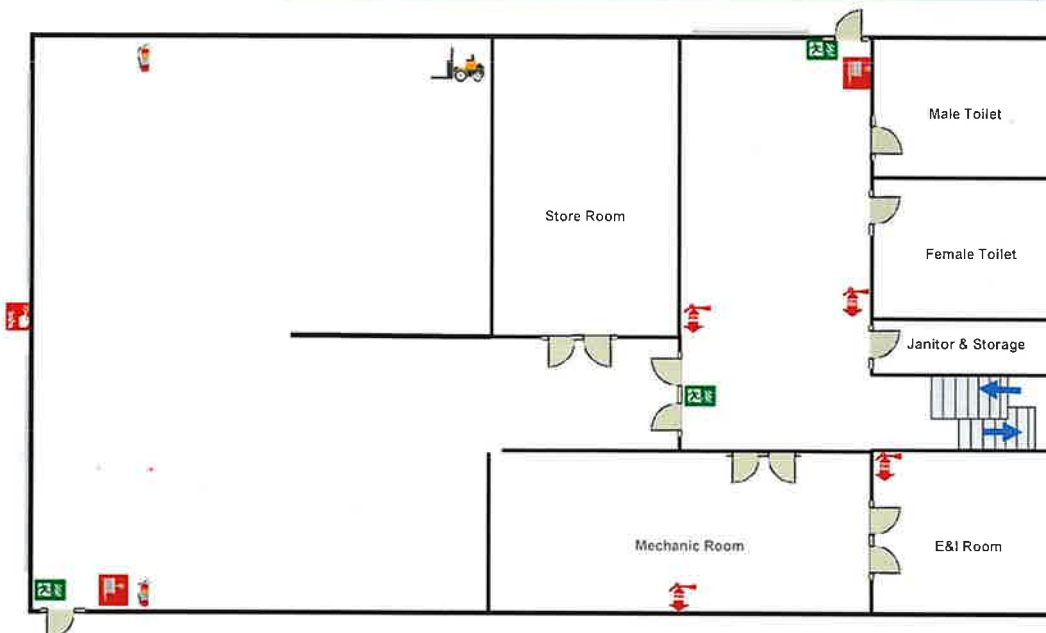 Male Toilet
Store Room
Female Toilet
Janitor & Storage
Mechanic Room
E&I Room